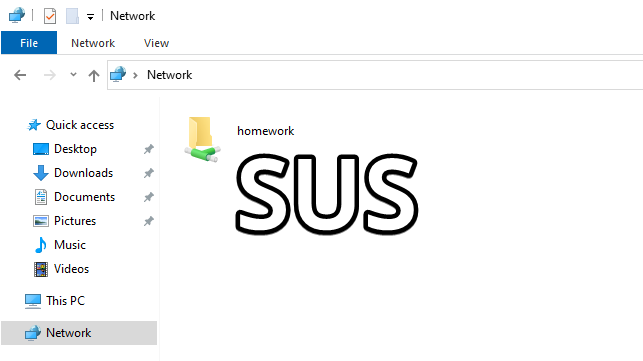 Network
File Network View
Network
Quick access
Desktop
Downloads
Documents
Pictures
Music
Videos
This PC
Network
homework
SUS